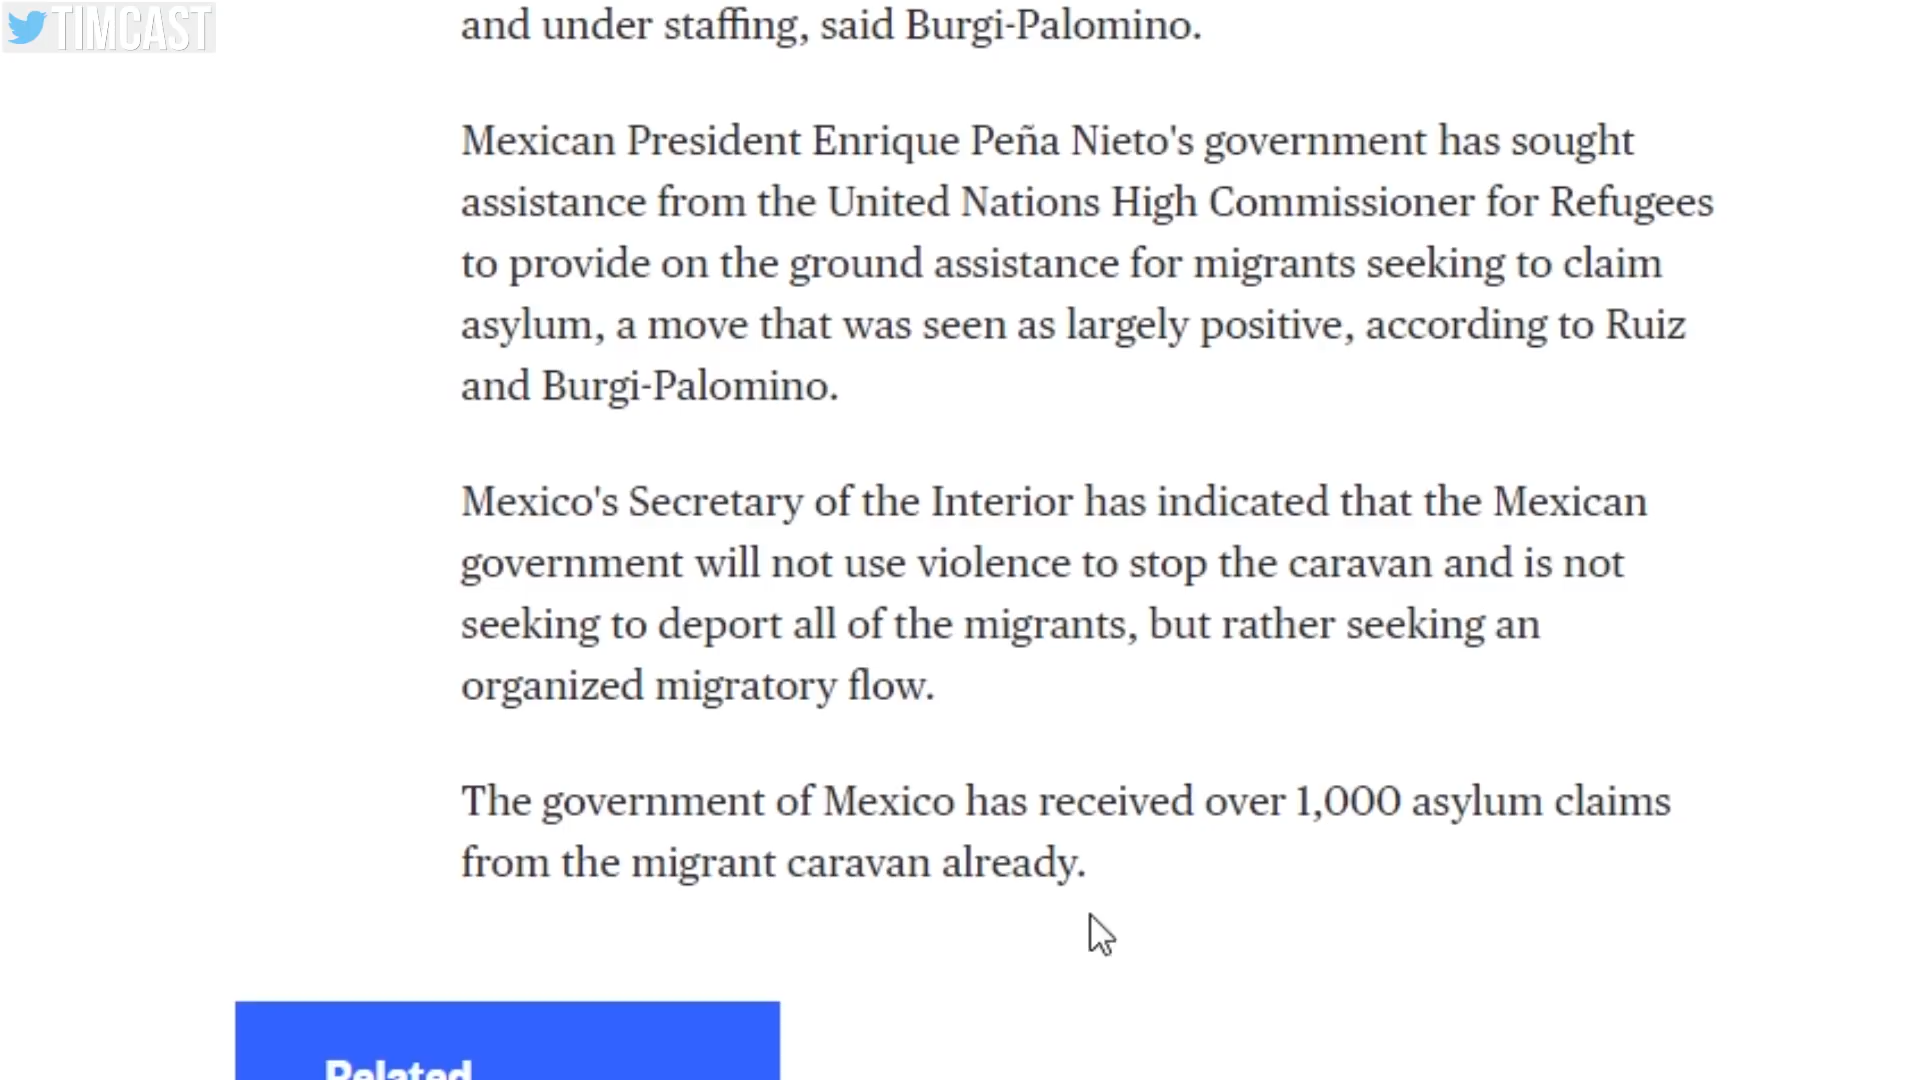 TIMCAST
and under staffing, said Burgi-Palomino.
Mexican President Enrique Peña Nieto's government has sought
assistance from the United Nations High Commissioner for Refugees
to provide on the ground assistance for migrants seeking to claim
asylum, a move that was seen as largely positive, according to Ruiz
and Burgi-Palomino.
Mexico's Secretary of the Interior has indicated that the Mexican
government will not use violence to stop the caravan and is not
seeking to deport all of the migrants, but rather seeking an
organized migratory flow.
The government of Mexico has received over 1,000 asylum claims
from the migrant caravan already.
Related